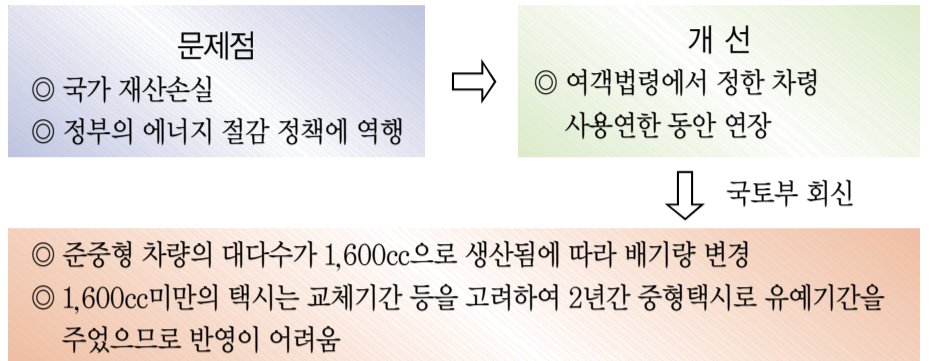 문제점
◎ 국가 재산손실
◎ 정부의 에너지 절감 정책에 역행
개 선
◎ 여객법령에서 정한 차령
사용연한 동안 연장
국토부 회신
◎ 준중형 차량의 대다수가 1,600cc으로 생산됨에 따라 배기량 변경
◎ 1,600cc미만의 택시는 교체기간 등을 고려하여 2년간 중형택시로 유예기간을
주었으므로 반영이 어려움